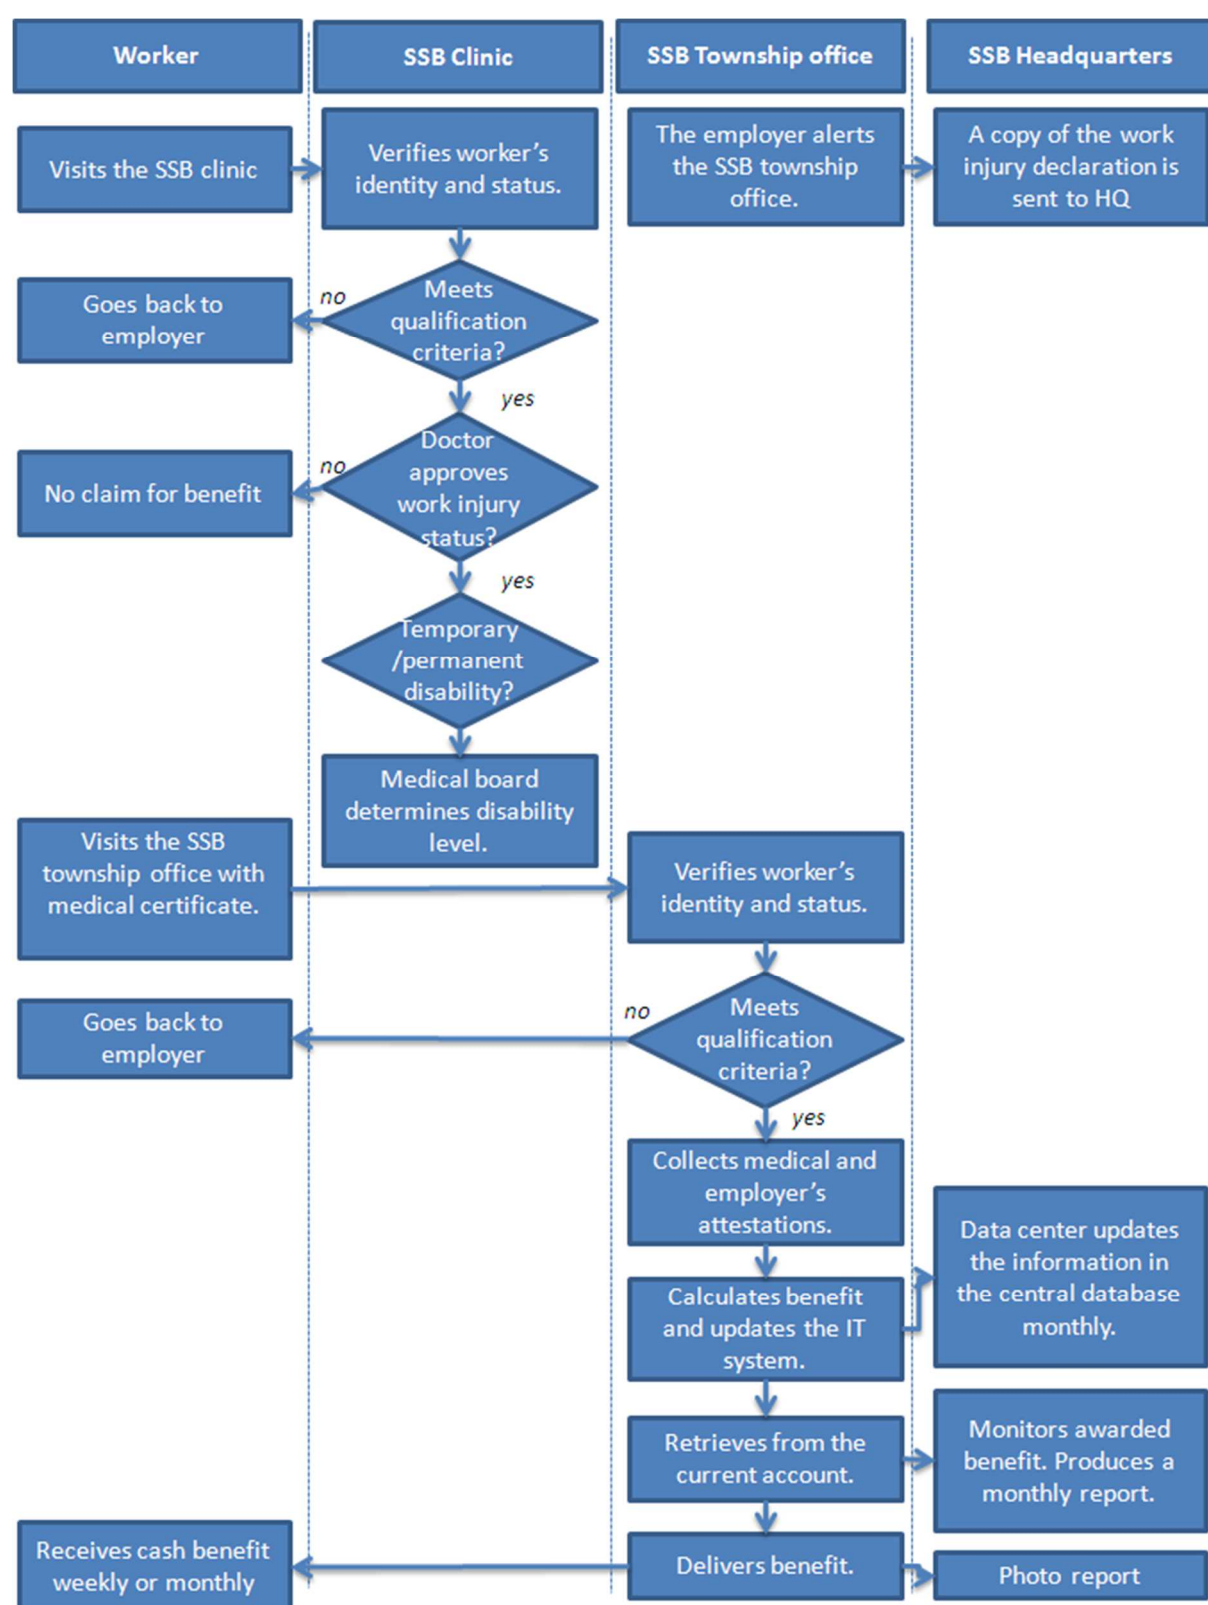 Worker
SSB Clinic
SSB Township office
SSB Headquarters
Visits the SSB clinic
Verifies worker's
identity and status.
The employer alerts
the SSB township
office.
A copy of the work
injury declaration is
sent to HQ
Goes back to
employer
no
Meets
qualification
criteria?
yes
No claim for benefit
no
Doctor
approves
work injury
status?
yes
Temporary
/permanent
disability?
Medical board
determines disability
level.
Visits the SSB
township office with
medical certificate.
Verifies worker's
identity and status.
Goes back to
employer
no
Meets
qualification
criteria?
yes
Collects medical and
employer's
attestations.
Calculates benefit
and updates the IT
system.
Data center updates
the information in
the central database
monthly.
Retrieves from the
current account.
Monitors awarded
benefit. Produces a
monthly report.
Receives cash benefit
weekly or monthly
Delivers benefit.
Photo report